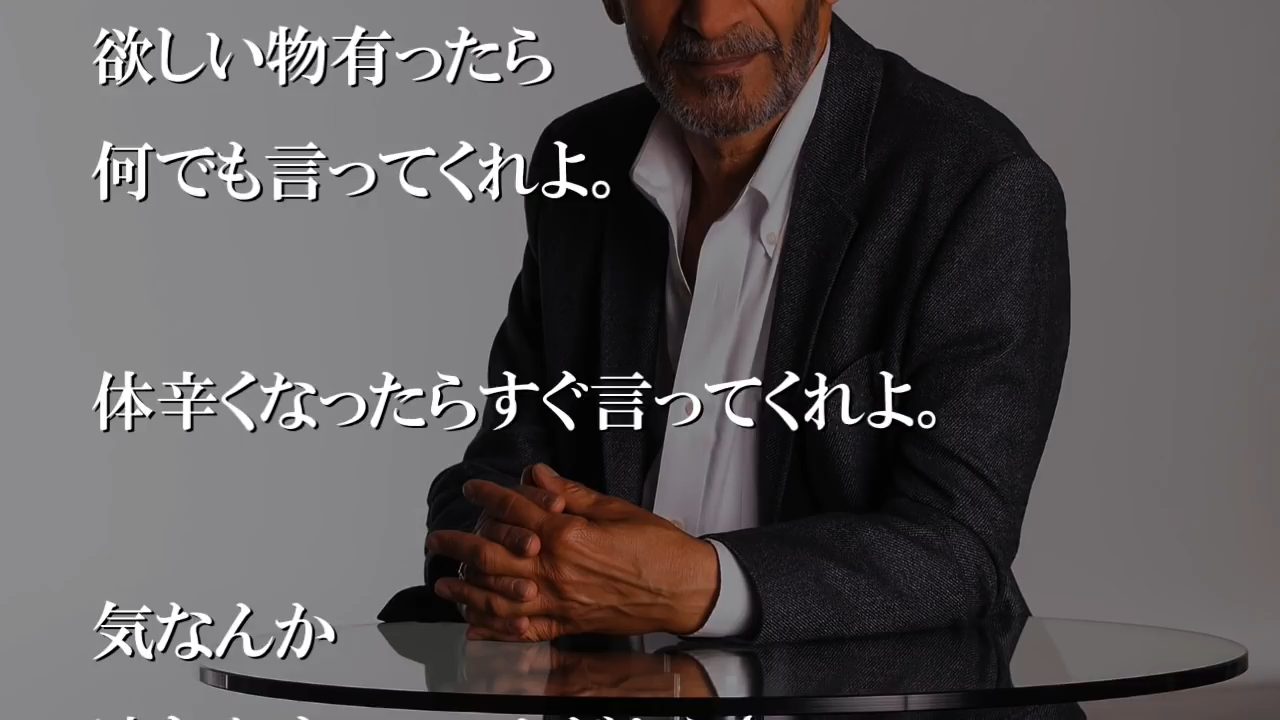 欲しい物有ったら
何でも言ってくれよ。
体辛くなったらすぐ言ってくれよ。
気なんか